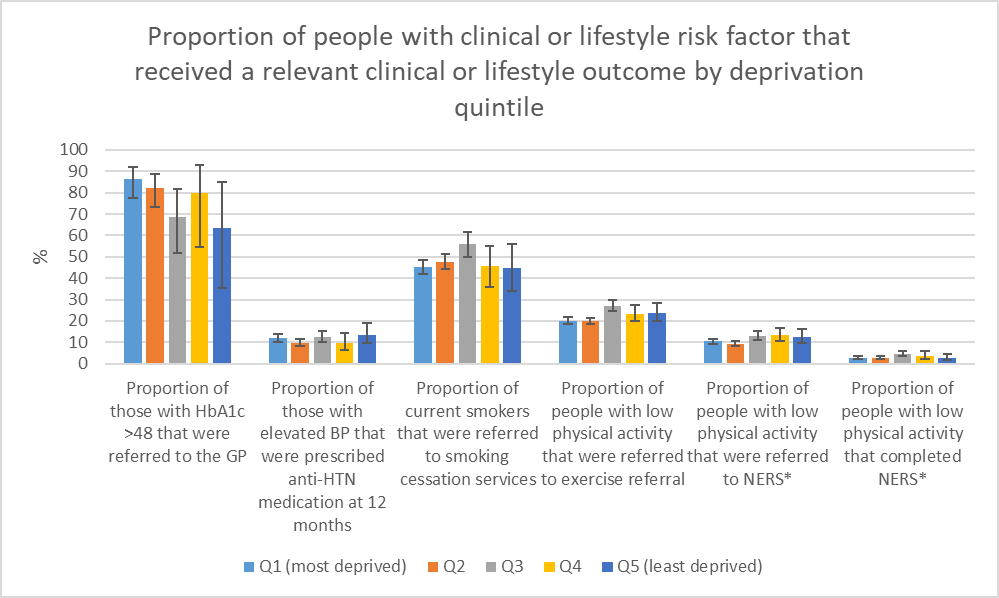 Proportion of people with clinical or lifestyle risk factor that
received a relevant clinical or lifestyle outcome by deprivation
quintile
100
90
80
70
60
50
40
30
20
10
0
%
Proportion of
those with HbA1c
>48 that were
referred to the GP
Proportion of
those with
elevated BP that
were prescribed
anti-HTN
medication at 12
months
Proportion of
current smokers
that were referred
to smoking
cessation services
Proportion of
people with low
physical activity
that were referred
to exercise referral
Proportion of
people with low
physical activity
that were referred
to NERS*
Proportion of
people with low
physical activity
that completed
NERS*
Q1 (most deprived)
Q2
Q3
Q4
Q5 (least deprived)